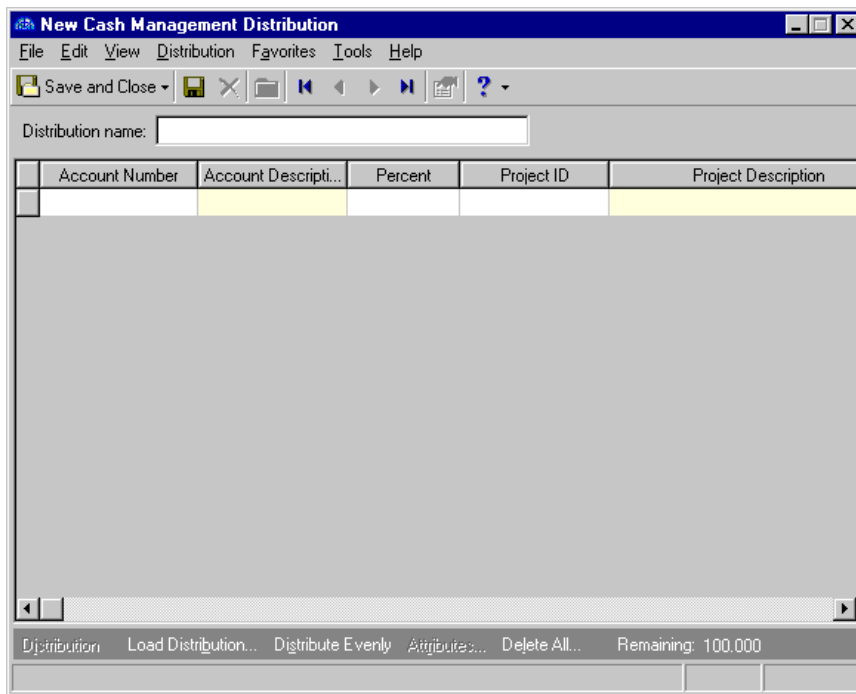 New Cash Management Distribution
File Edit View Distribution Favorites Tools Help
Save and Close ?
Distribution name:
Account Number Account Descripti... Percent Project ID Project Description
Distribution Load Distribution... Distribute Evenly Attributes... Delete All... Remaining: 100.000